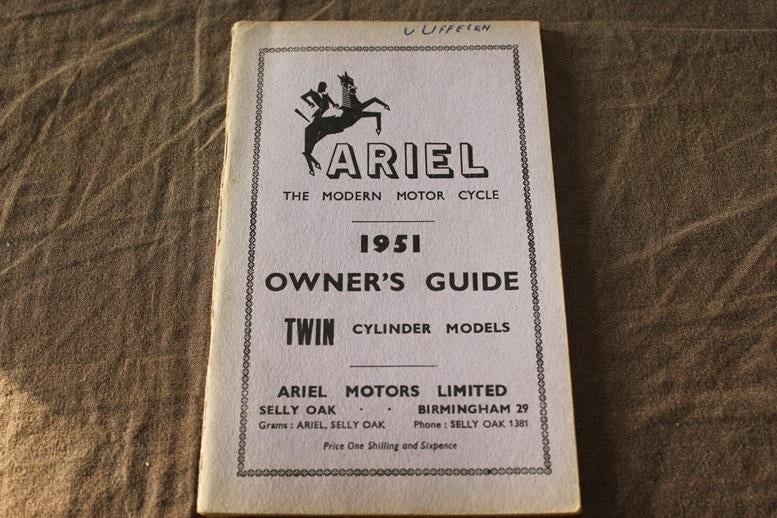 v UFFELEN
ARIEL
THE MODERN MOTOR CYCLE
1951
OWNER'S GUIDE
TWIN CYLINDER MODELS
ARIEL MOTORS LIMITED
SELLY OAK · · BIRMINGHAM 29
Grams: ARIEL, SELLY OAK Phone: SELLY OAK 1381
Price One Shilling and Sixpence